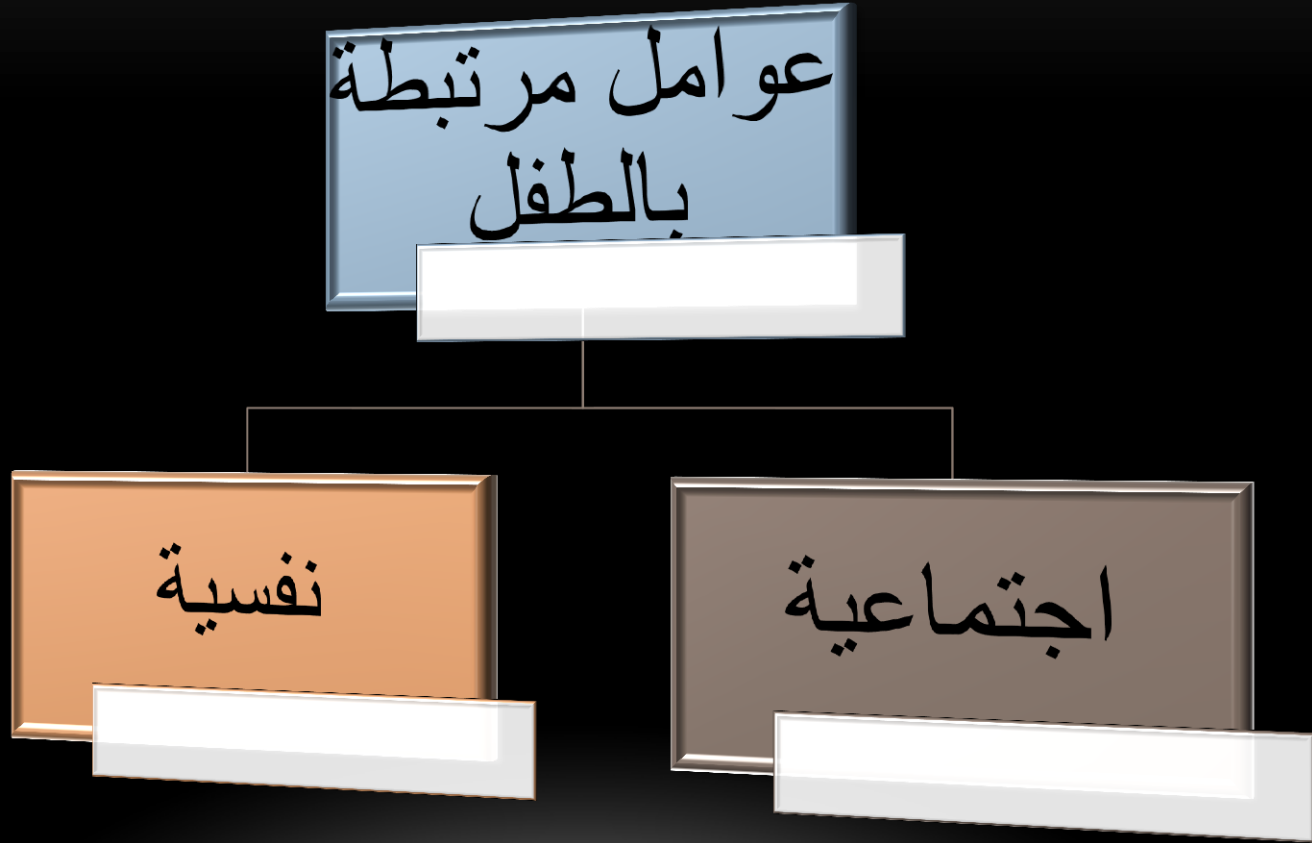 عوامل مرتبطة
بالطفل
اجتماعية
نفسية